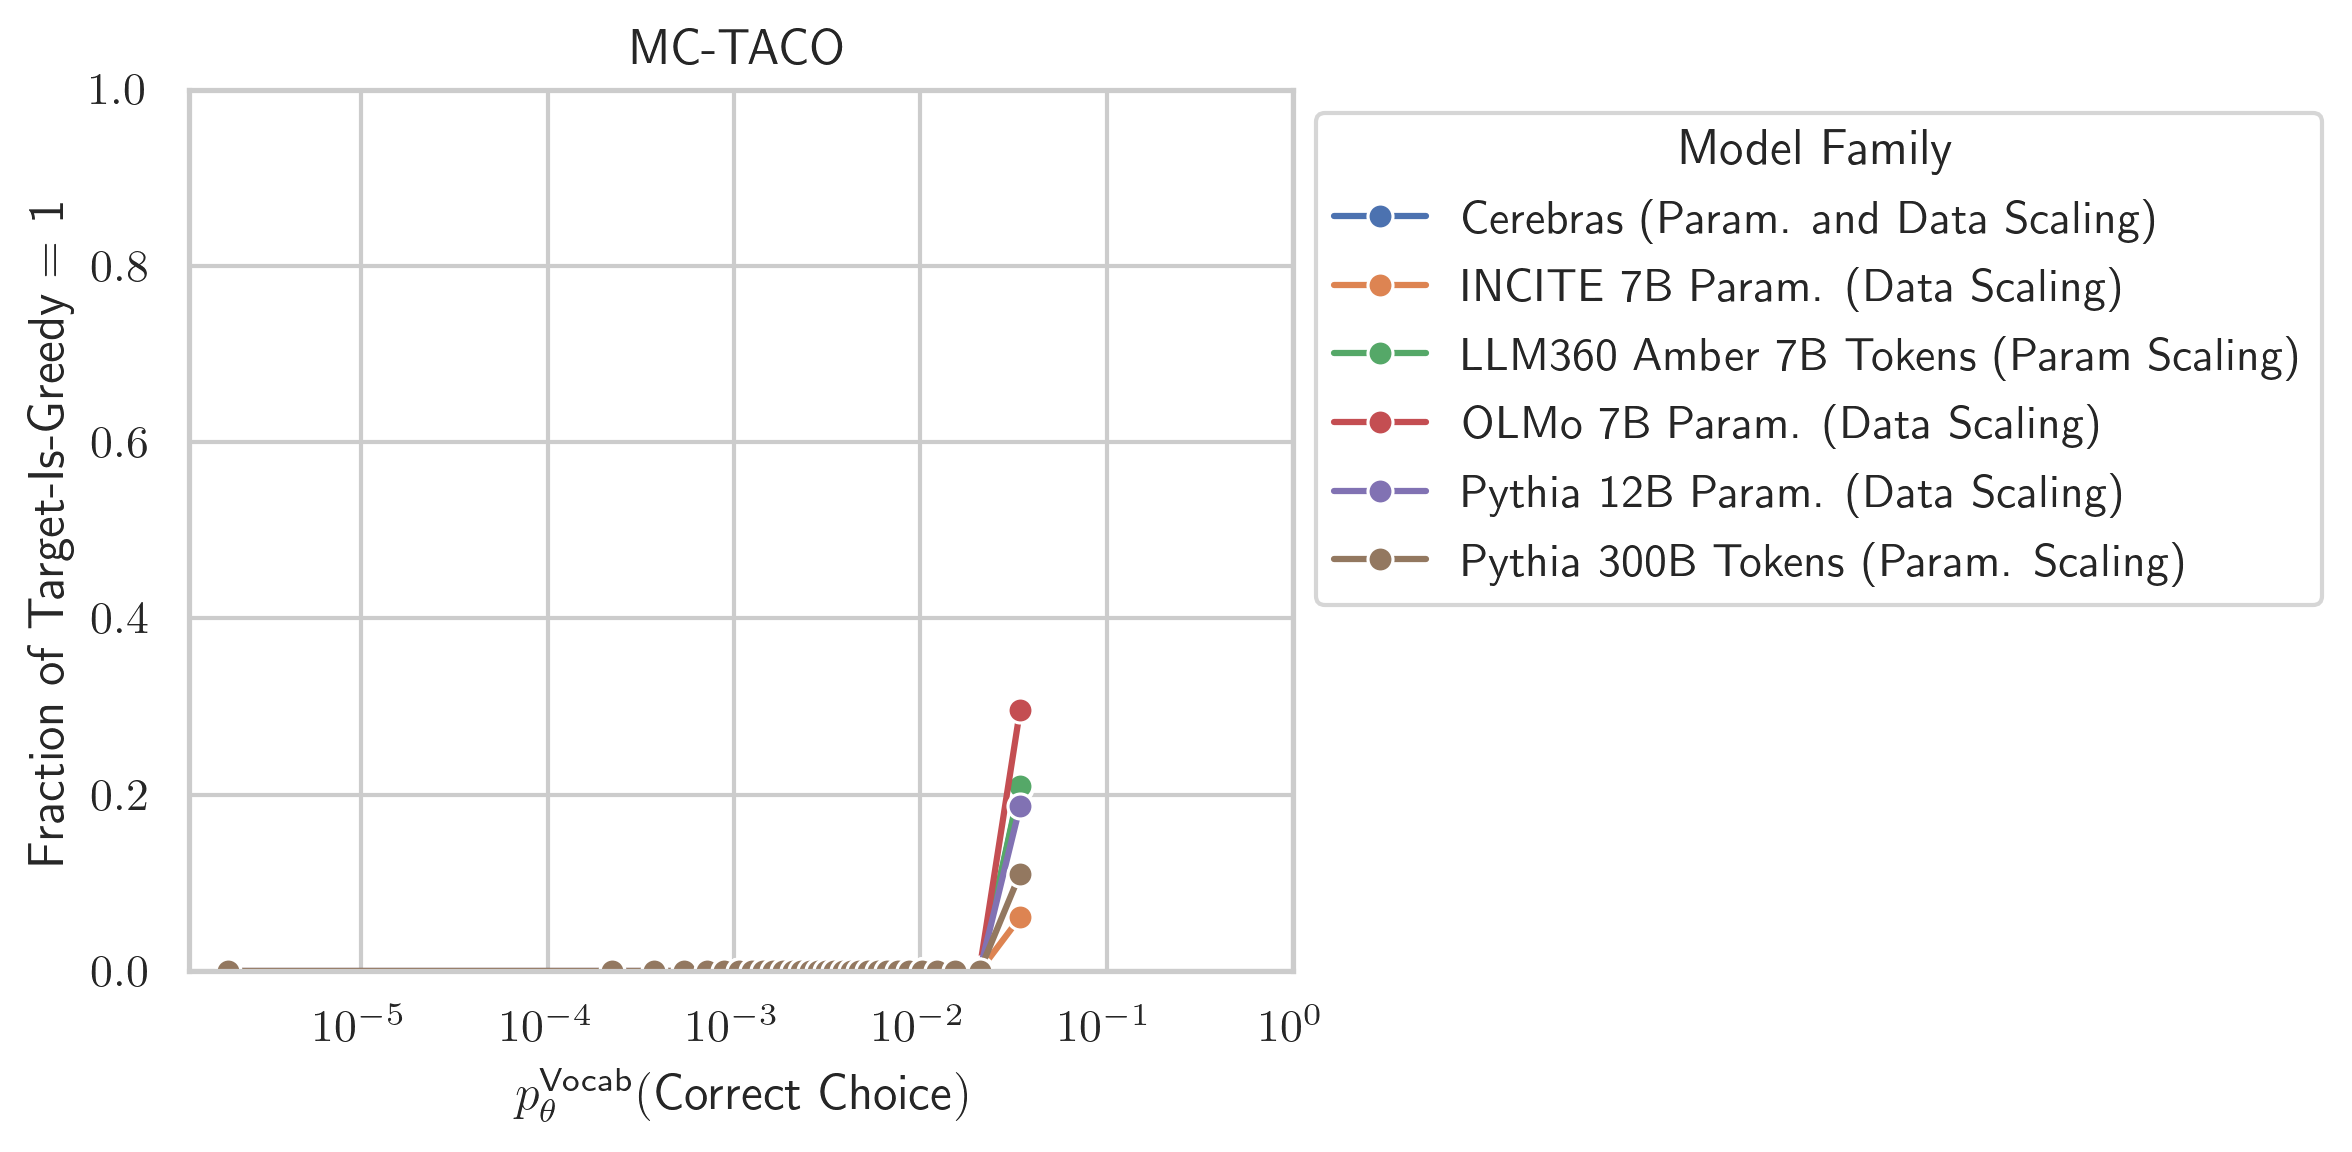 MC-TACO
1.0
0.8
0.6
0.4
0.2
0.0
Fraction of Target-Is-Greedy = 1
10⁻⁵ 10⁻⁴ 10⁻³ 10⁻² 10⁻¹ 10⁰
p_θ^Vocab(Correct Choice)
Model Family
Cerebras (Param. and Data Scaling)
INCITE 7B Param. (Data Scaling)
LLM360 Amber 7B Tokens (Param Scaling)
OLMo 7B Param. (Data Scaling)
Pythia 12B Param. (Data Scaling)
Pythia 300B Tokens (Param. Scaling)